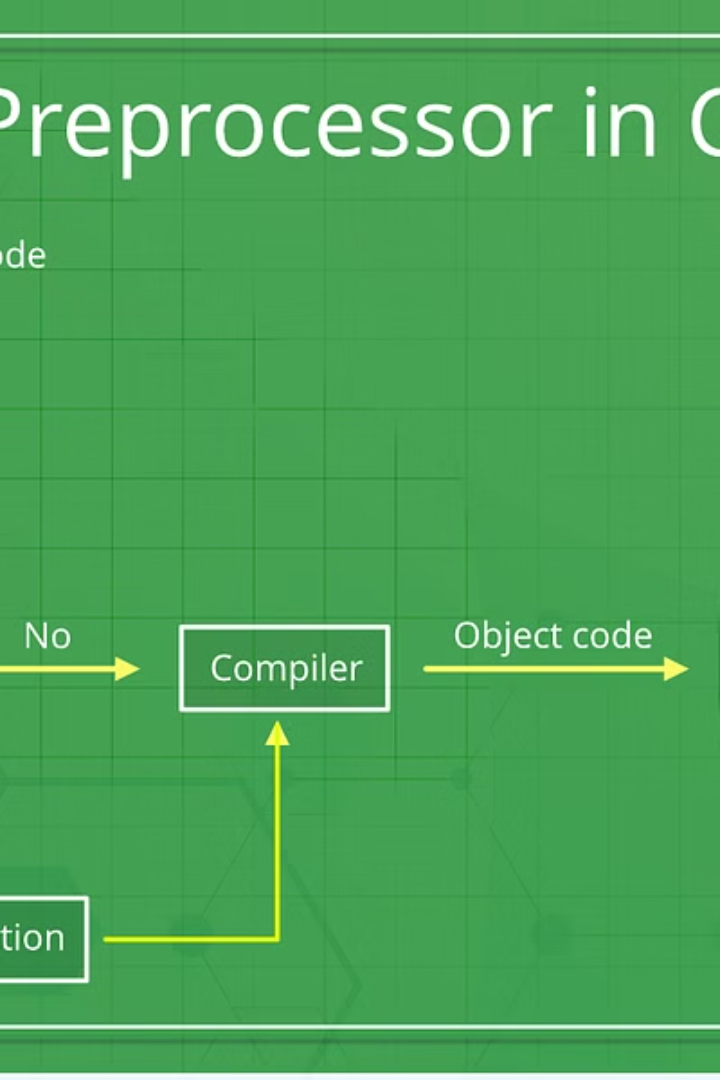 Preprocessor in C
ode
No
Object code
Compiler
tion